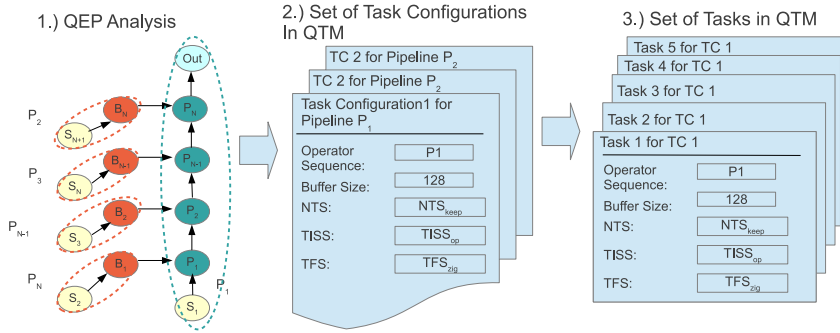 1.) QEP Analysis
Out
P2
BN
PN
SN+1
P3
BN-1
PN-1
SN
PN-1
B2
P2
S3
PN
B1
P1
P1
S2
S1
2.) Set of Task Configurations
In QTM
TC 2 for Pipeline P2
TC 2 for Pipeline P2
Task Configuration1 for
Pipeline P1
Operator
Sequence:
P1
Buffer Size:
128
NTS:
NTSkeep
TISS:
TISSop
TFS:
TFSzig
3.) Set of Tasks in QTM
Task 5 for TC 1
Task 4 for TC 1
Task 3 for TC 1
Task 2 for TC 1
Task 1 for TC 1
Operator
Sequence:
P1
Buffer Size:
128
NTS:
NTSkeep
TISS:
TISSop
TFS:
TFSzig